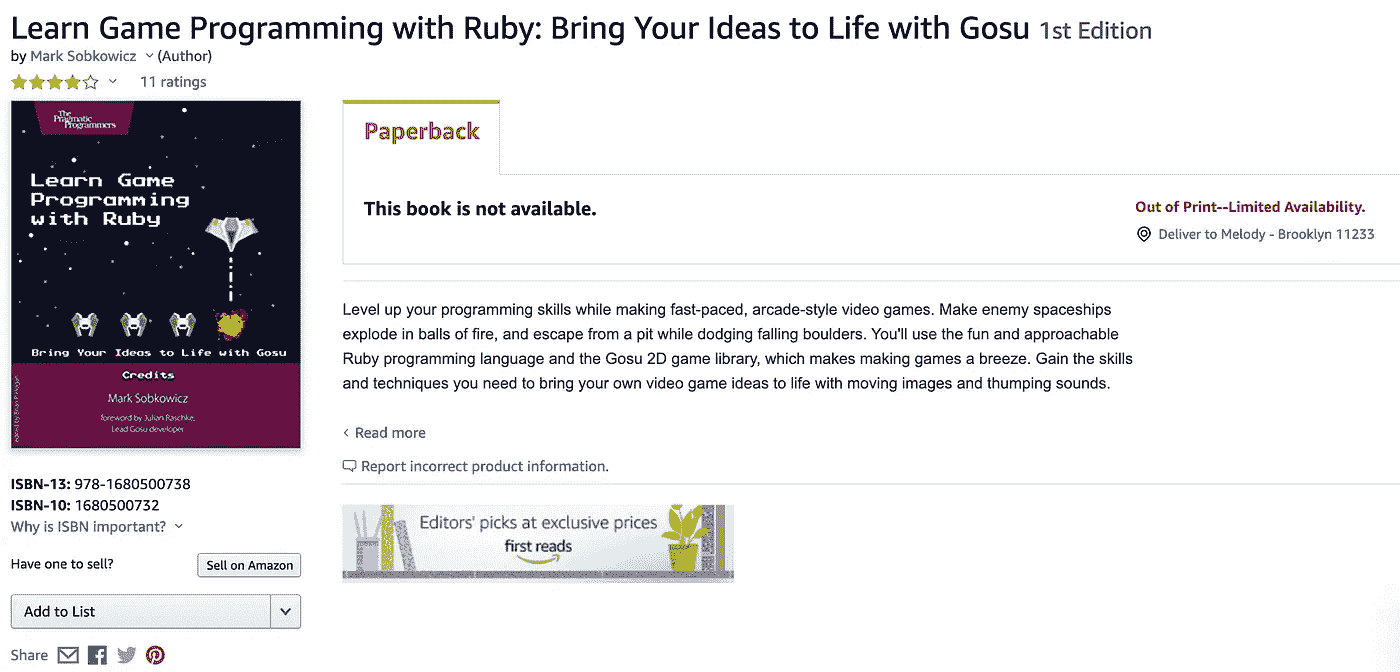 Learn Game Programming with Ruby: Bring Your Ideas to Life with Gosu 1st Edition
by Mark Sobkowicz (Author)
11 ratings
The
Pragmatic
Programmers
Learn Game
Programming
with Ruby
Bring Your Ideas to Life with Gosu
Credits
Mark Sobkowicz
foreword by Julian Raschke,
Lead Gosu developer
edited by Brian P. Hogan
Paperback
This book is not available.
Out of Print--Limited Availability.
Deliver to Melody - Brooklyn 11233
Level up your programming skills while making fast-paced, arcade-style video games. Make enemy spaceships
explode in balls of fire, and escape from a pit while dodging falling boulders. You'll use the fun and approachable
Ruby programming language and the Gosu 2D game library, which makes making games a breeze. Gain the skills
and techniques you need to bring your own video game ideas to life with moving images and thumping sounds.
‹ Read more
Report incorrect product information.
Editors' picks at exclusive prices
first reads
ISBN-13: 978-1680500738
ISBN-10: 1680500732
Why is ISBN important?
Have one to sell?
Sell on Amazon
Add to List
Share